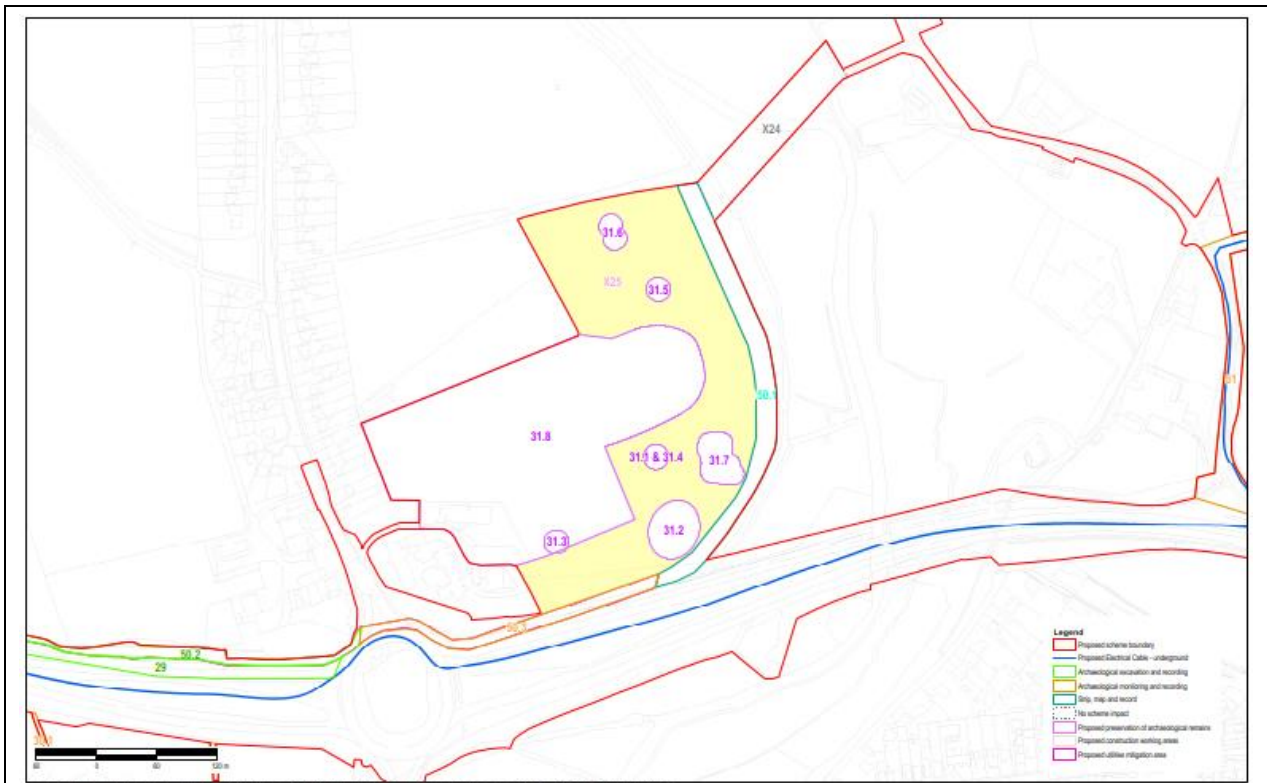 X24
31.6
X25
31.5
50.1
31
31.8
31.1 & 31.4
31.7
31.2
31.3
50.3
50.2
29
Legend
Proposed scheme boundary
Proposed Electrical Cable - underground
Archaeological excavation and recording
Archaeological monitoring and recording
Strip, map and record
No scheme impact
Proposed preservation of archaeological remains
Proposed construction working areas
Proposed utilities mitigation area
60 0 60 120 m